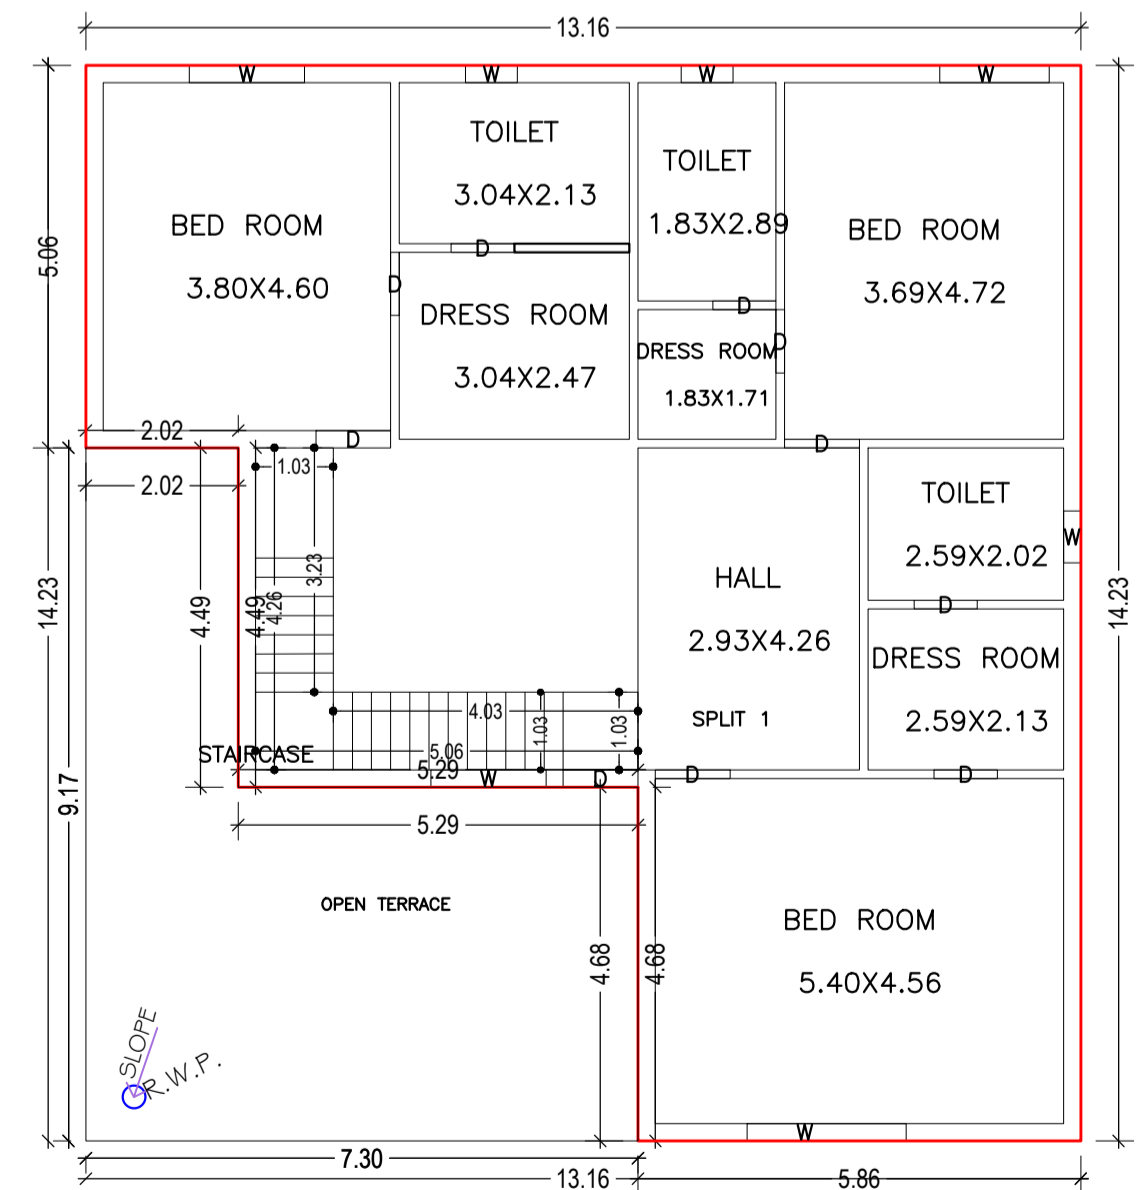 13.16
W
W
W
W
TOILET
3.04X2.13
TOILET
1.83X2.89
BED ROOM
3.80X4.60
BED ROOM
3.69X4.72
5.06
D
D
D
DRESS ROOM
3.04X2.47
DRESS ROOM
1.83X1.71
D
2.02
D
D
2.02
1.03
TOILET
2.59X2.02
W
3.23
4.26
4.49
4.49
14.23
14.23
HALL
2.93X4.26
D
DRESS ROOM
2.59X2.13
SPLIT 1
4.03
1.03
1.03
5.06
STAIRCASE
5.29
W
D
D
D
9.17
5.29
OPEN TERRACE
BED ROOM
5.40X4.56
4.68
4.68
SLOPE
R.W.P.
W
7.30
13.16
5.86